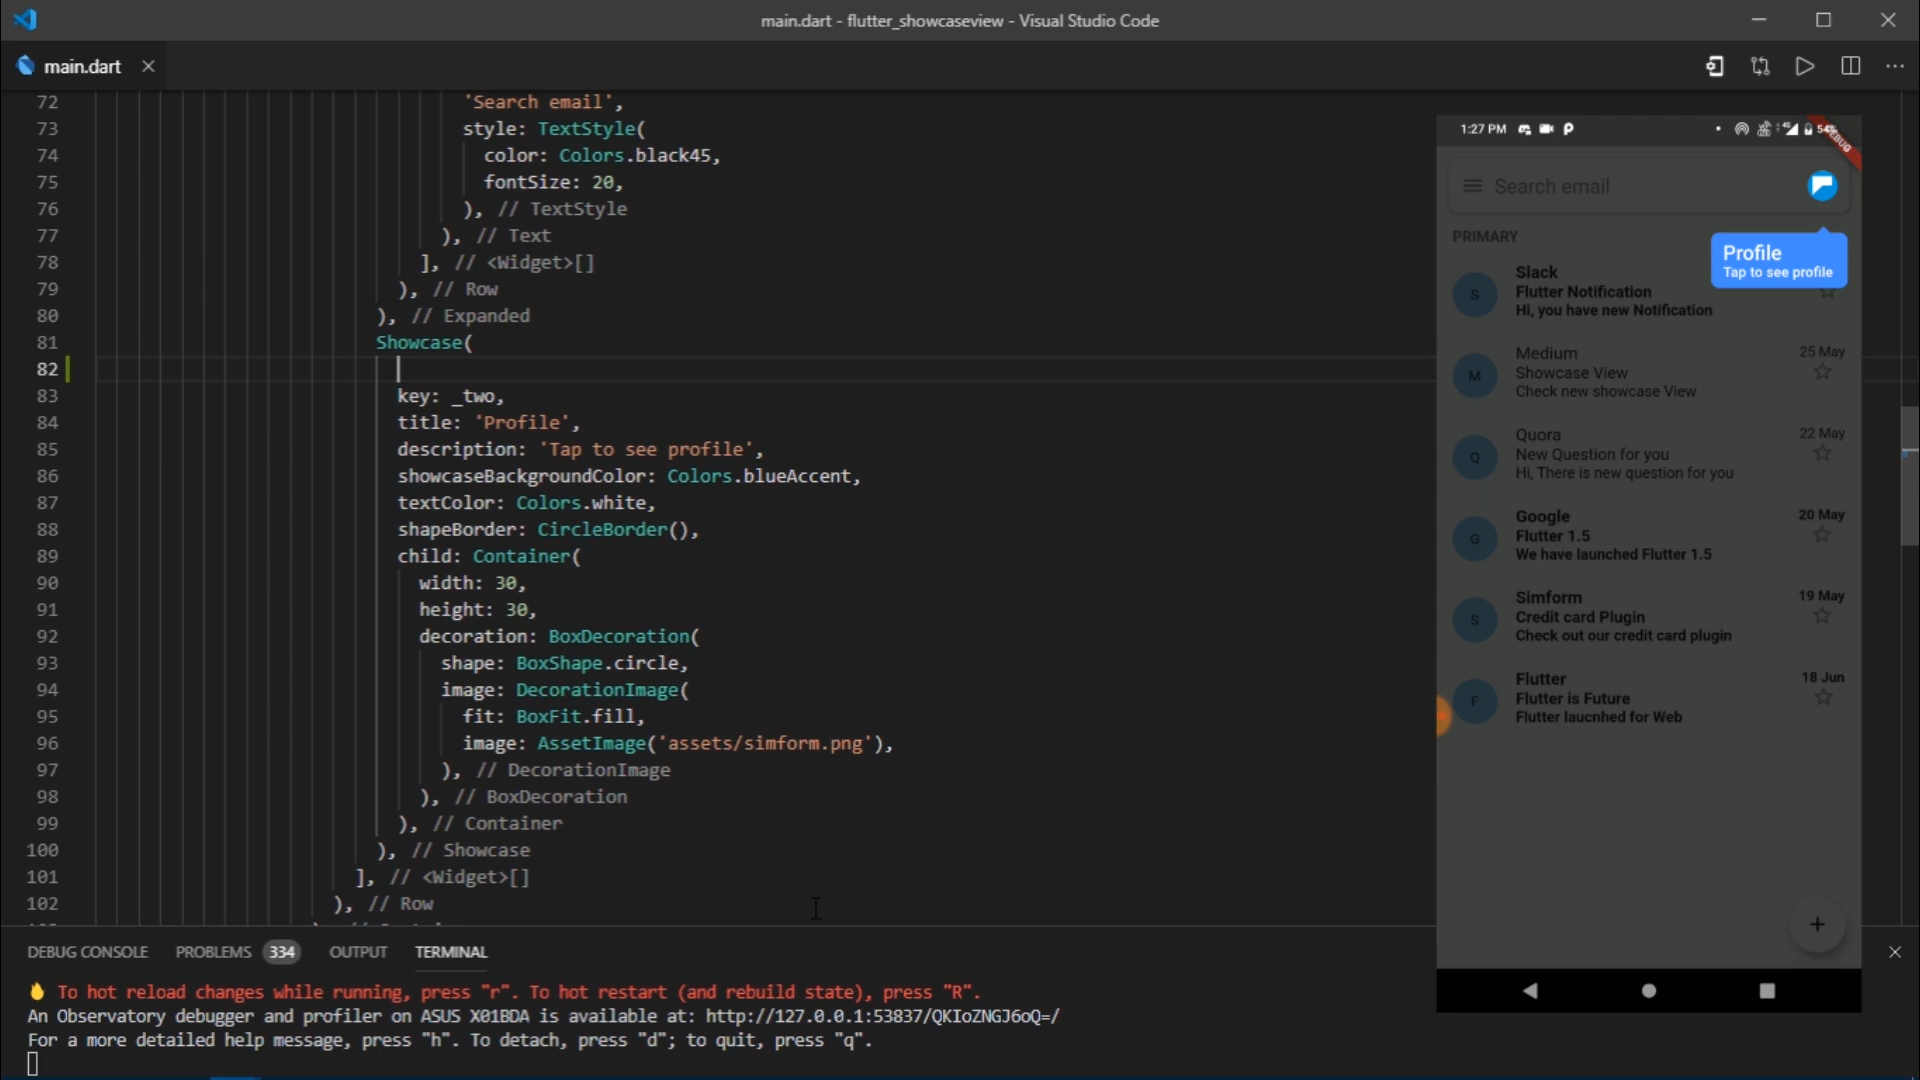 main.dart - flutter_showcaseview - Visual Studio Code
main.dart
72 'Search email',
73 style: TextStyle(
74 color: Colors.black45,
75 fontSize: 20,
76 ), // TextStyle
77 ), // Text
78 ], // <Widget>[]
79 ), // Row
80 ), // Expanded
81 Showcase(
82
83 key: _two,
84 title: 'Profile',
85 description: 'Tap to see profile',
86 showcaseBackgroundColor: Colors.blueAccent,
87 textColor: Colors.white,
88 shapeBorder: CircleBorder(),
89 child: Container(
90 width: 30,
91 height: 30,
92 decoration: BoxDecoration(
93 shape: BoxShape.circle,
94 image: DecorationImage(
95 fit: BoxFit.fill,
96 image: AssetImage('assets/simform.png'),
97 ), // DecorationImage
98 ), // BoxDecoration
99 ), // Container
100 ), // Showcase
101 ], // <Widget>[]
102 ), // Row
DEBUG CONSOLE PROBLEMS 334 OUTPUT TERMINAL
To hot reload changes while running, press "r". To hot restart (and rebuild state), press "R".
An Observatory debugger and profiler on ASUS X01BDA is available at: http://127.0.0.1:53837/QKIoZNGJ6oQ=/
For a more detailed help message, press "h". To detach, press "d"; to quit, press "q".
1:27 PM
Search email
PRIMARY
Profile
Tap to see profile
S
Slack
Flutter Notification
Hi, you have new Notification
M
Medium 25 May
Showcase View
Check new showcase View
Q
Quora 22 May
New Question for you
Hi, There is new question for you
G
Google 20 May
Flutter 1.5
We have launched Flutter 1.5
S
Simform 19 May
Credit card Plugin
Check out our credit card plugin
F
Flutter 18 Jun
Flutter is Future
Flutter laucnhed for Web